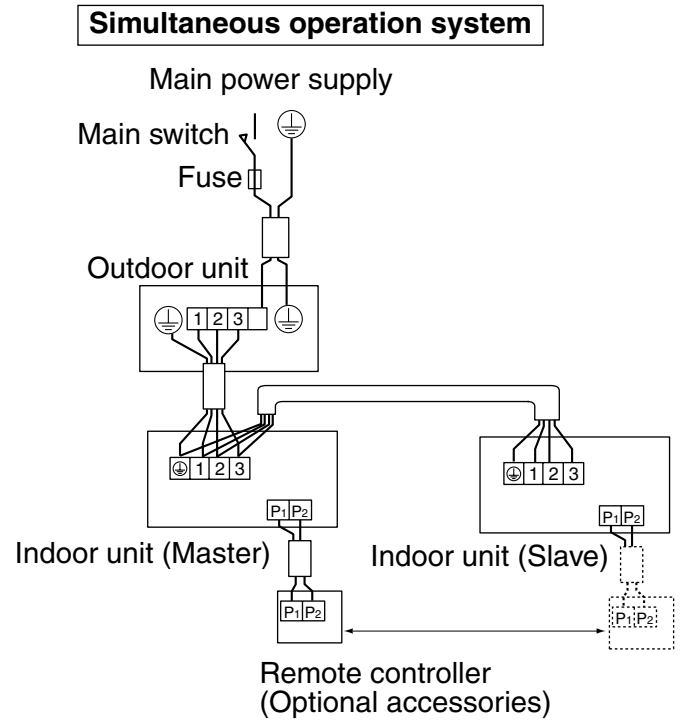 Simultaneous operation system
Main power supply
Main switch
Fuse
Outdoor unit
1 2 3
1 2 3
1 2 3
P1 P2
P1 P2
Indoor unit (Master)
Indoor unit (Slave)
P1 P2
P1 P2
Remote controller
(Optional accessories)